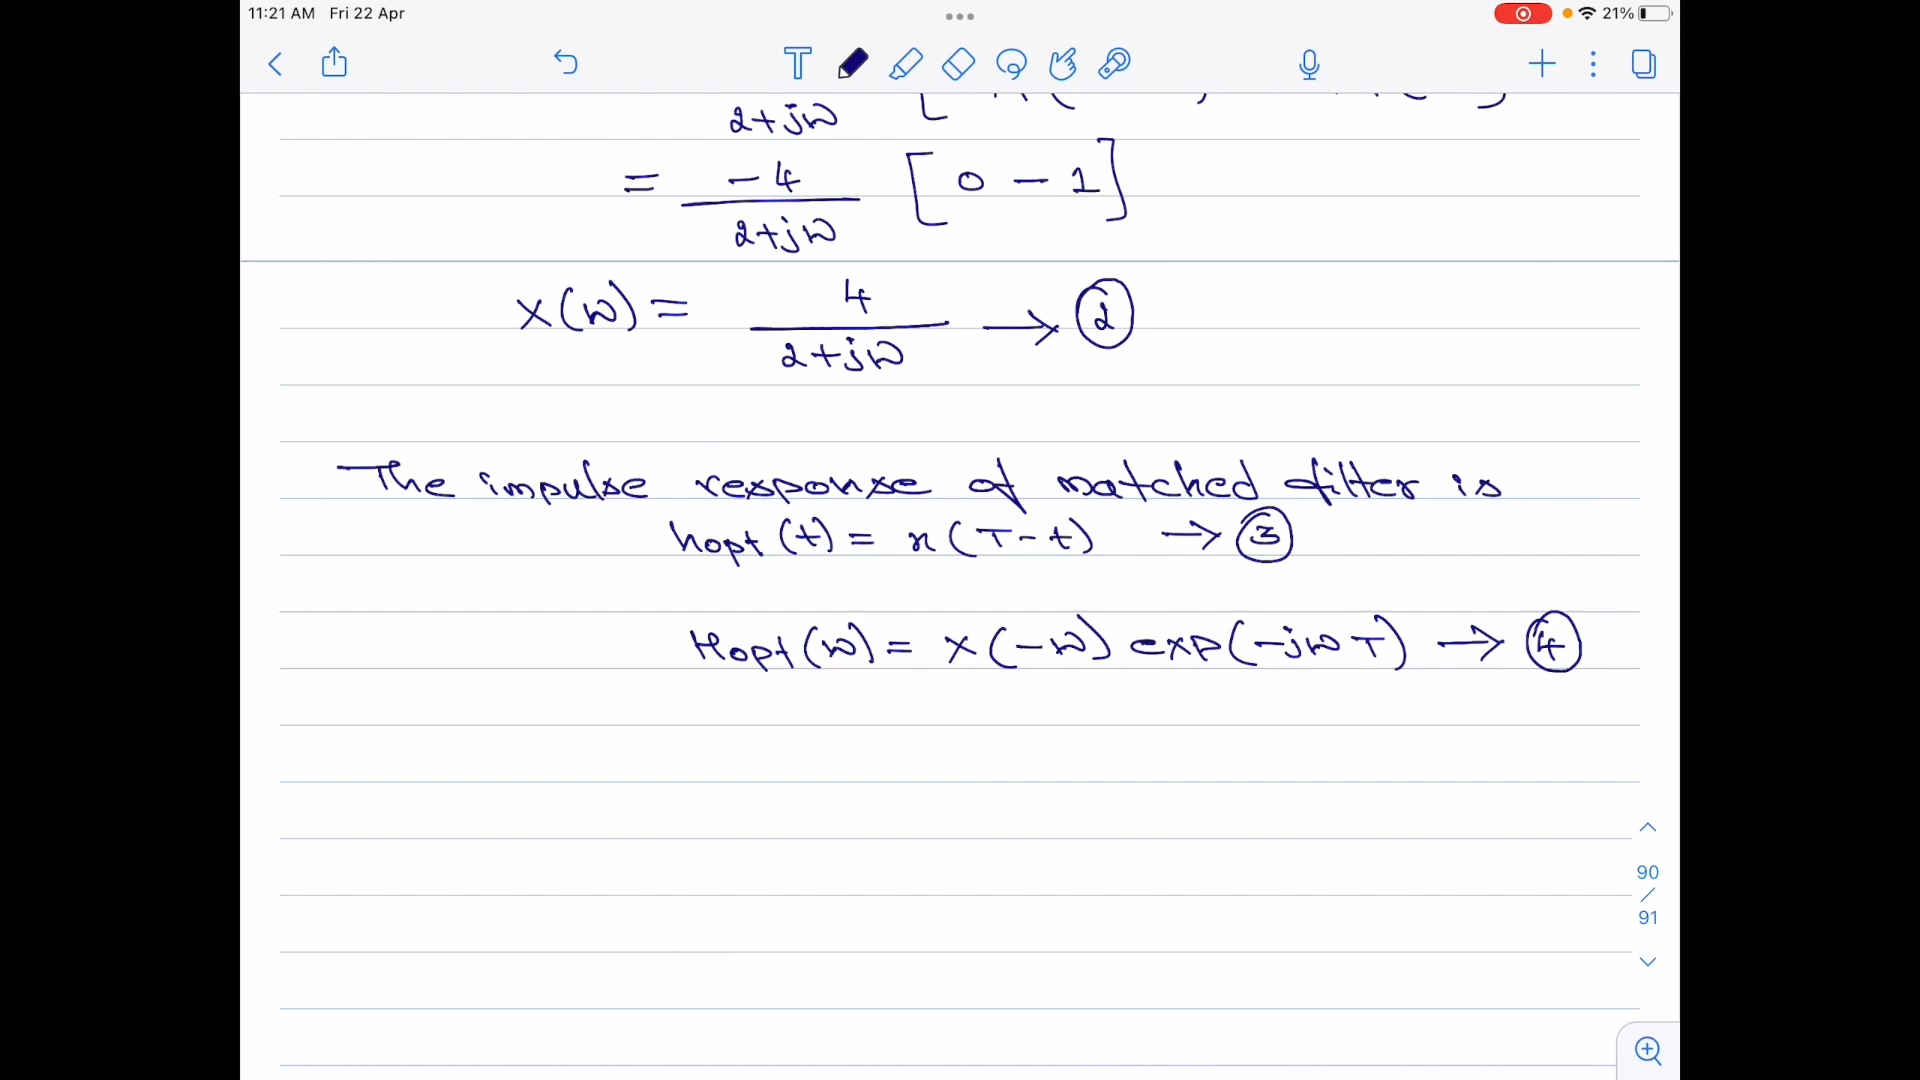 11:21 AM Fri 22 Apr
21%
T
2+jω
= -4 [0 - 1]
2+jω
X(ω) = 4 → 2
2+jω
The impulse response of matched filter is
hopt(t) = x(T-t) → 3
Hopt(ω) = X(-ω) exp(-jωT) → 4
90
/
91